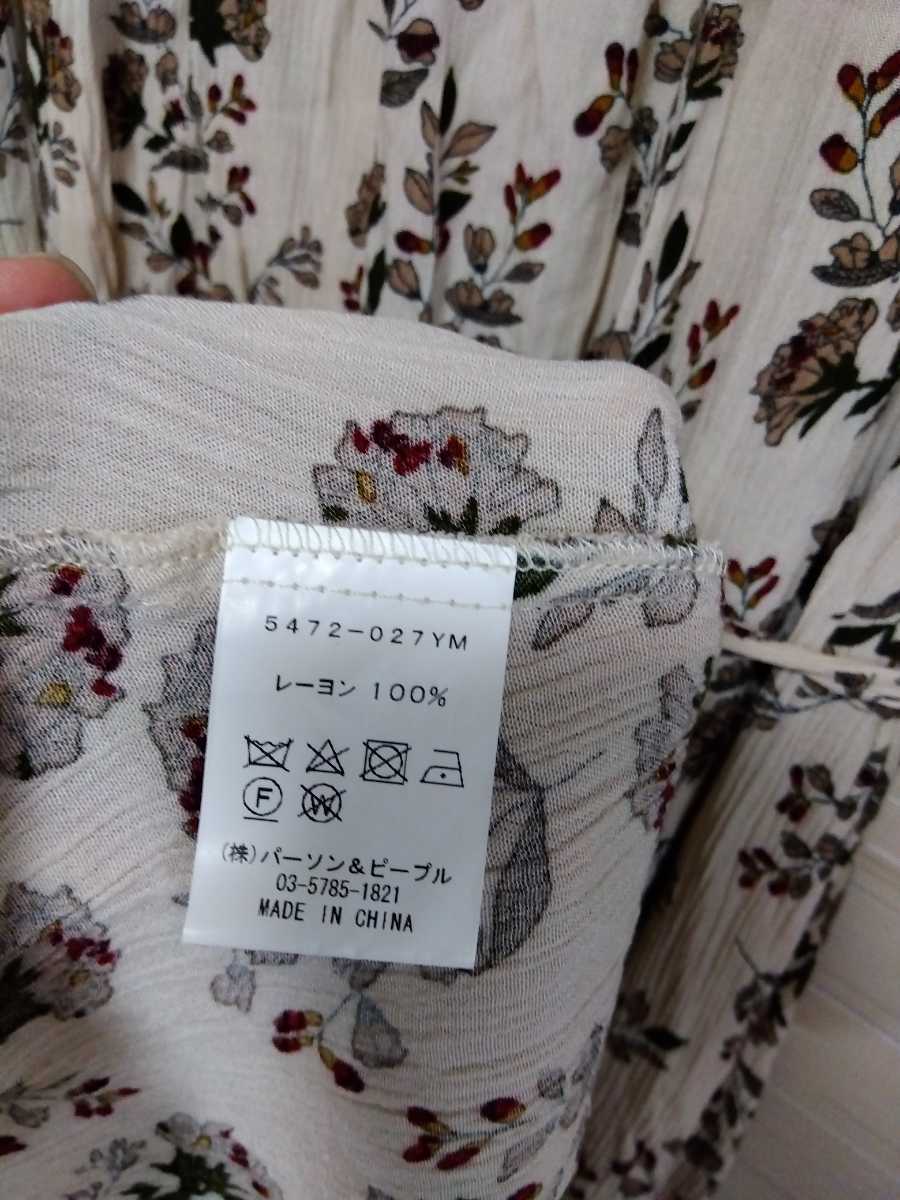 5472-027YM
レーヨン 100%
F W
(株)パーソン&ピープル
03-5785-1821
MADE IN CHINA